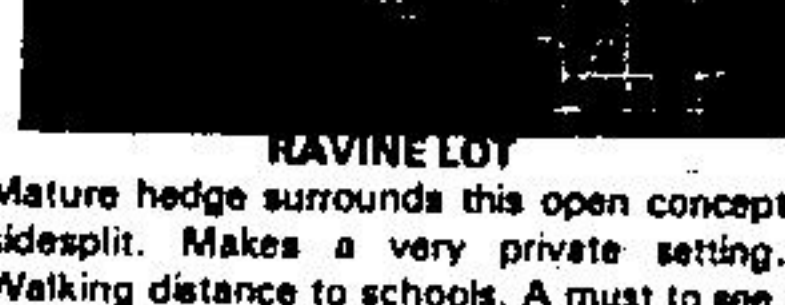 RAVINE LOT
Mature hedge surrounds this open concept
sidesplit. Makes a very private setting.
Walking distance to schools. A must to see